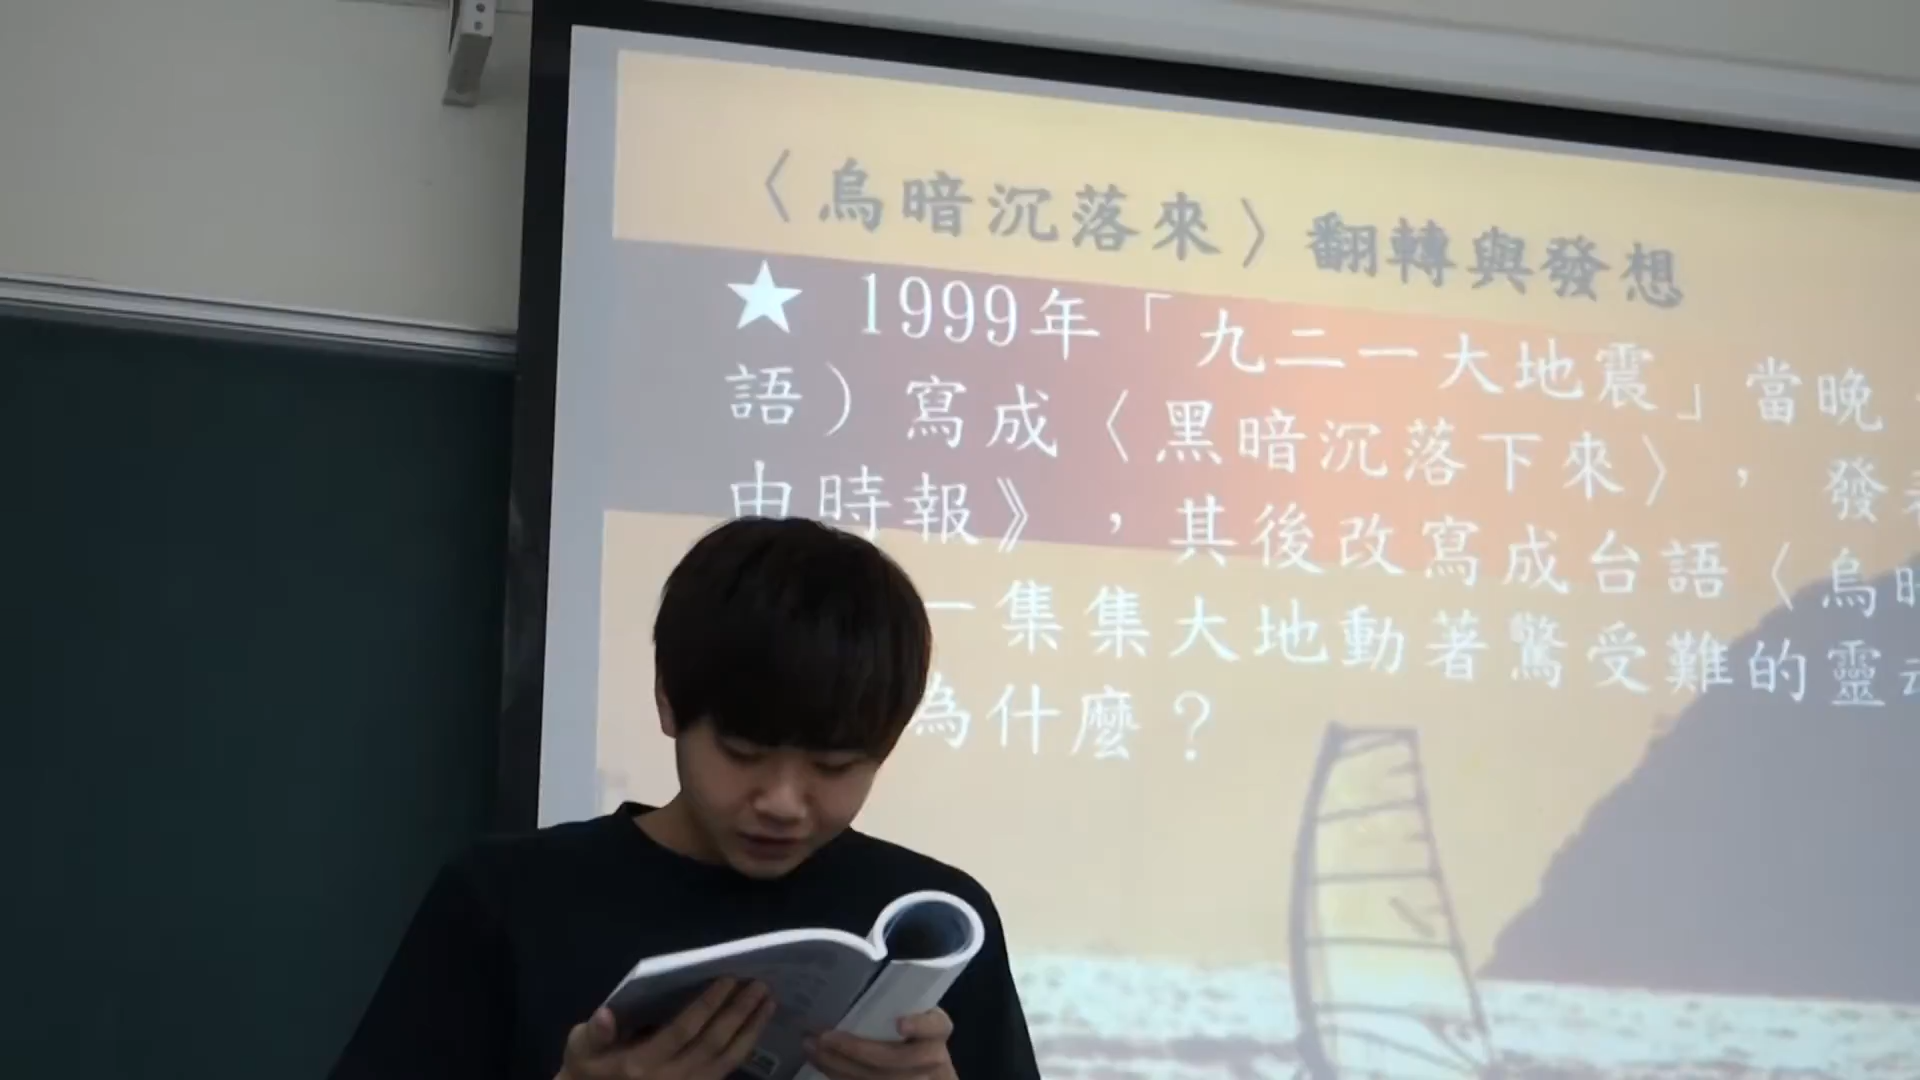 〈烏暗沉落來〉翻轉與發想
★ 1999年「九二一大地震」當晚
語）寫成〈黑暗沉落下來〉，發表
由時報》，其後改寫成台語〈烏暗
一集集大地動著驚受難的靈魂
為什麼？